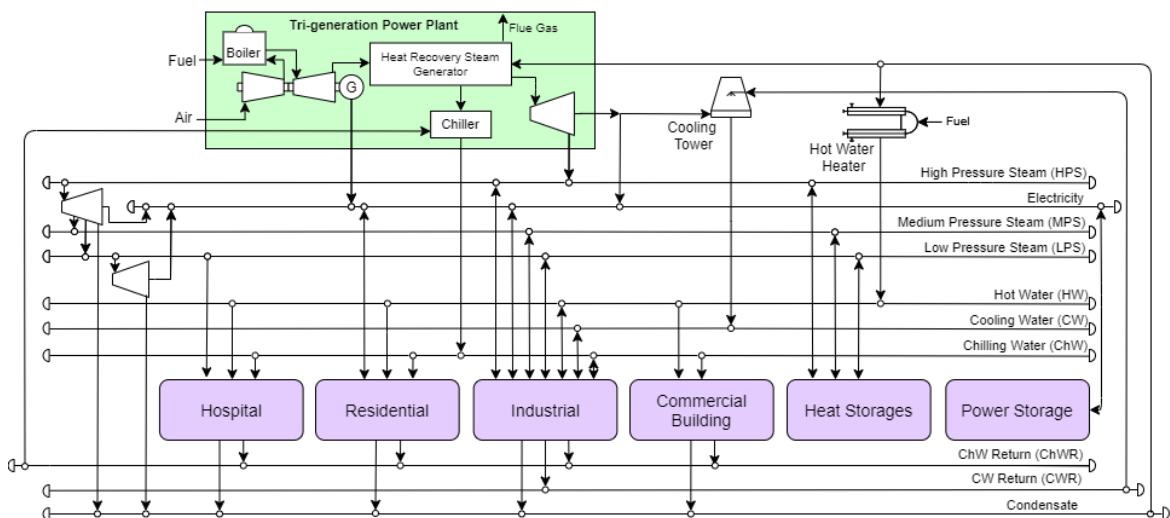 Tri-generation Power Plant
Flue Gas
Boiler
Fuel
Heat Recovery Steam
Generator
G
Air
Chiller
Cooling
Tower
Fuel
Hot Water
Heater
High Pressure Steam (HPS)
Electricity
Medium Pressure Steam (MPS)
Low Pressure Steam (LPS)
Hot Water (HW)
Cooling Water (CW)
Chilling Water (ChW)
Hospital
Residential
Industrial
Commercial
Building
Heat Storages
Power Storage
ChW Return (ChWR)
CW Return (CWR)
Condensate